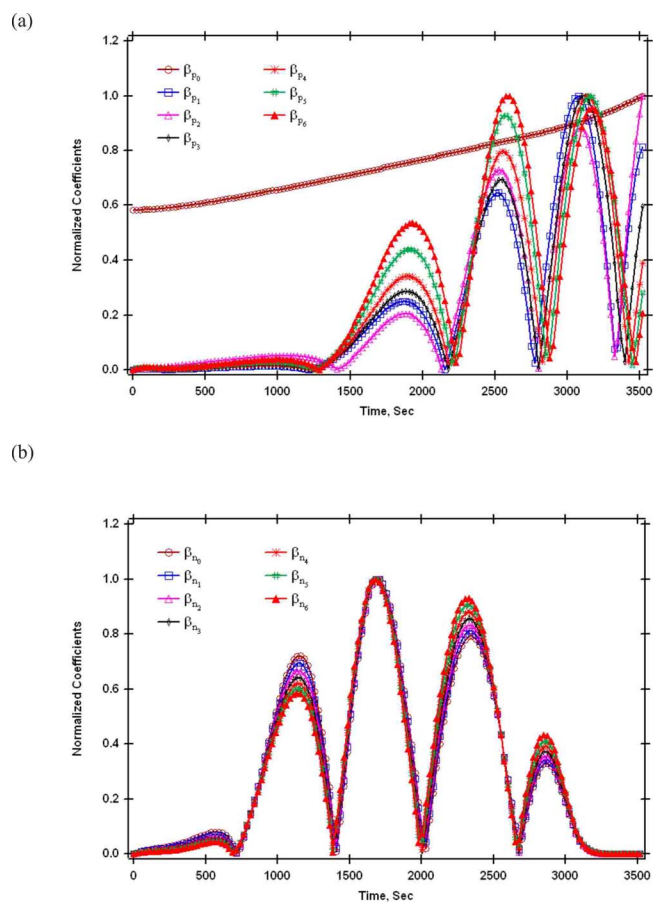 (a)
Normalized Coefficients
1.2
1.0
0.8
0.6
0.4
0.2
0.0
βp0
βp1
βp2
βp3
βp4
βp5
βp6
0 500 1000 1500 2000 2500 3000 3500
Time, Sec
(b)
Normalized Coefficients
1.2
1.0
0.8
0.6
0.4
0.2
0.0
βn0
βn1
βn2
βn3
βn4
βn5
βn6
0 500 1000 1500 2000 2500 3000 3500
Time, Sec